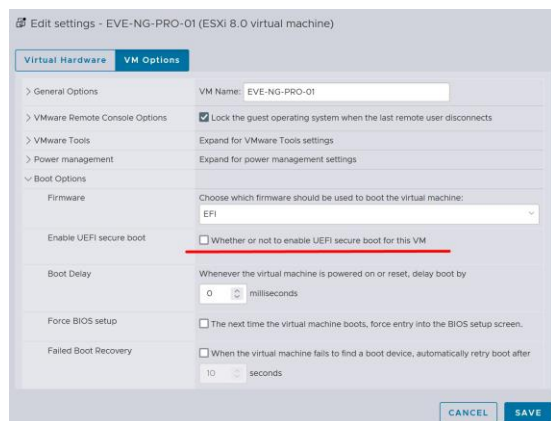 Edit settings - EVE-NG-PRO-01 (ESXi 8.0 virtual machine)
Virtual Hardware VM Options
General Options VM Name: EVE-NG-PRO-01
VMware Remote Console Options Lock the guest operating system when the last remote user disconnects
VMware Tools Expand for VMware Tools settings
Power management Expand for power management settings
Boot Options
Firmware Choose which firmware should be used to boot the virtual machine:
EFI
Enable UEFI secure boot Whether or not to enable UEFI secure boot for this VM
Boot Delay Whenever the virtual machine is powered on or reset, delay boot by
0 milliseconds
Force BIOS setup The next time the virtual machine boots, force entry into the BIOS setup screen.
Failed Boot Recovery When the virtual machine fails to find a boot device, automatically retry boot after
10 seconds
CANCEL SAVE